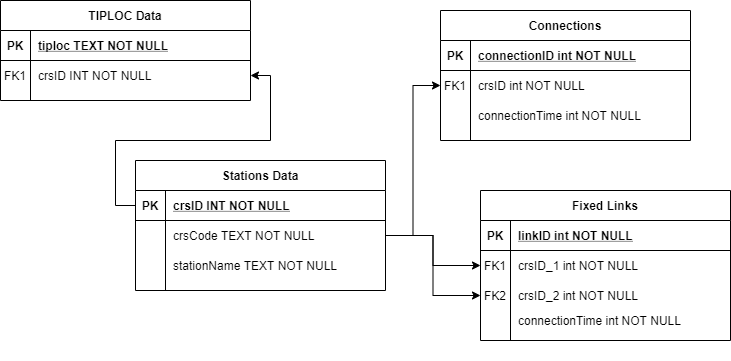 TIPLOC Data
PK tiploc TEXT NOT NULL
FK1 crsID INT NOT NULL
Connections
PK connectionID int NOT NULL
FK1 crsID int NOT NULL
connectionTime int NOT NULL
Stations Data
PK crsID INT NOT NULL
crsCode TEXT NOT NULL
stationName TEXT NOT NULL
Fixed Links
PK linkID int NOT NULL
FK1 crsID_1 int NOT NULL
FK2 crsID_2 int NOT NULL
connectionTime int NOT NULL